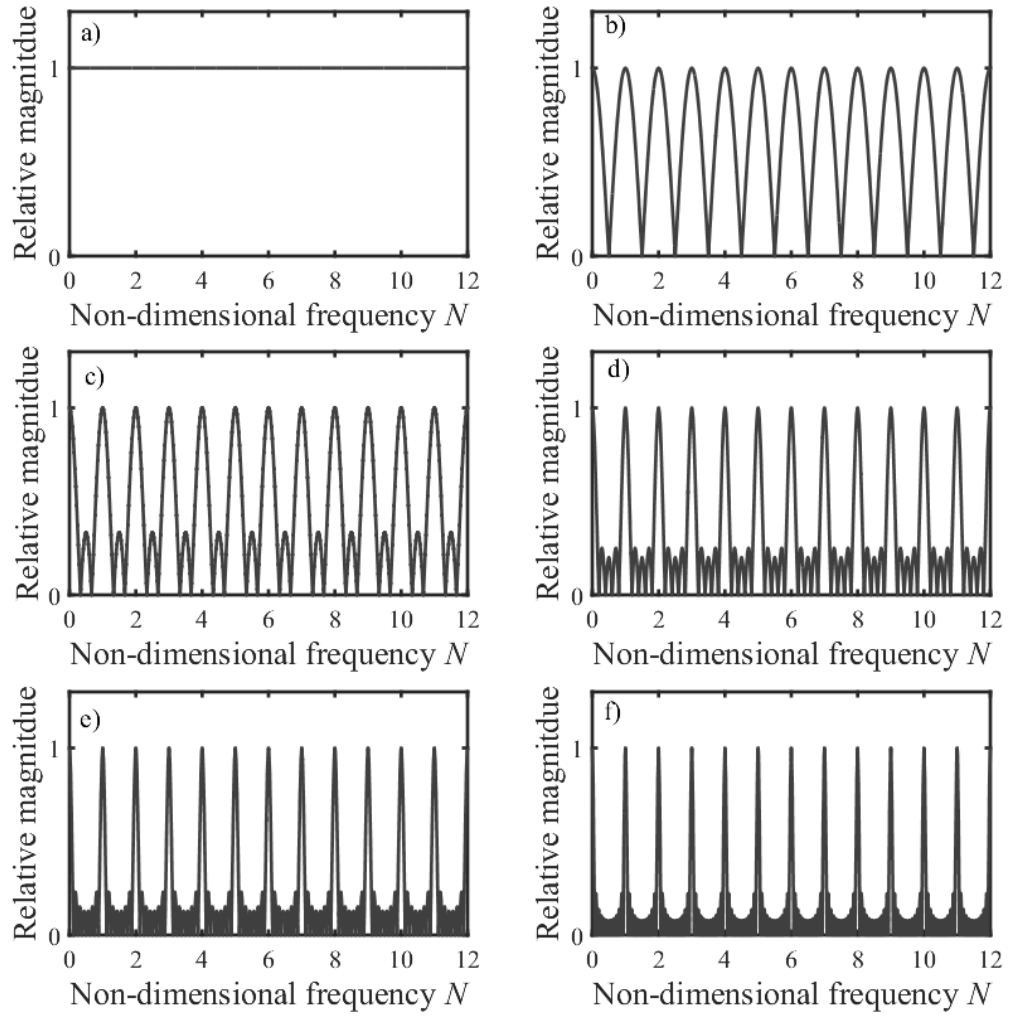 a)
Relative magnitdue
1
0
0 2 4 6 8 10 12
Non-dimensional frequency N
b)
Relative magnitdue
1
0
0 2 4 6 8 10 12
Non-dimensional frequency N
c)
Relative magnitdue
1
0
0 2 4 6 8 10 12
Non-dimensional frequency N
d)
Relative magnitdue
1
0
0 2 4 6 8 10 12
Non-dimensional frequency N
e)
Relative magnitdue
1
0
0 2 4 6 8 10 12
Non-dimensional frequency N
f)
Relative magnitdue
1
0
0 2 4 6 8 10 12
Non-dimensional frequency N